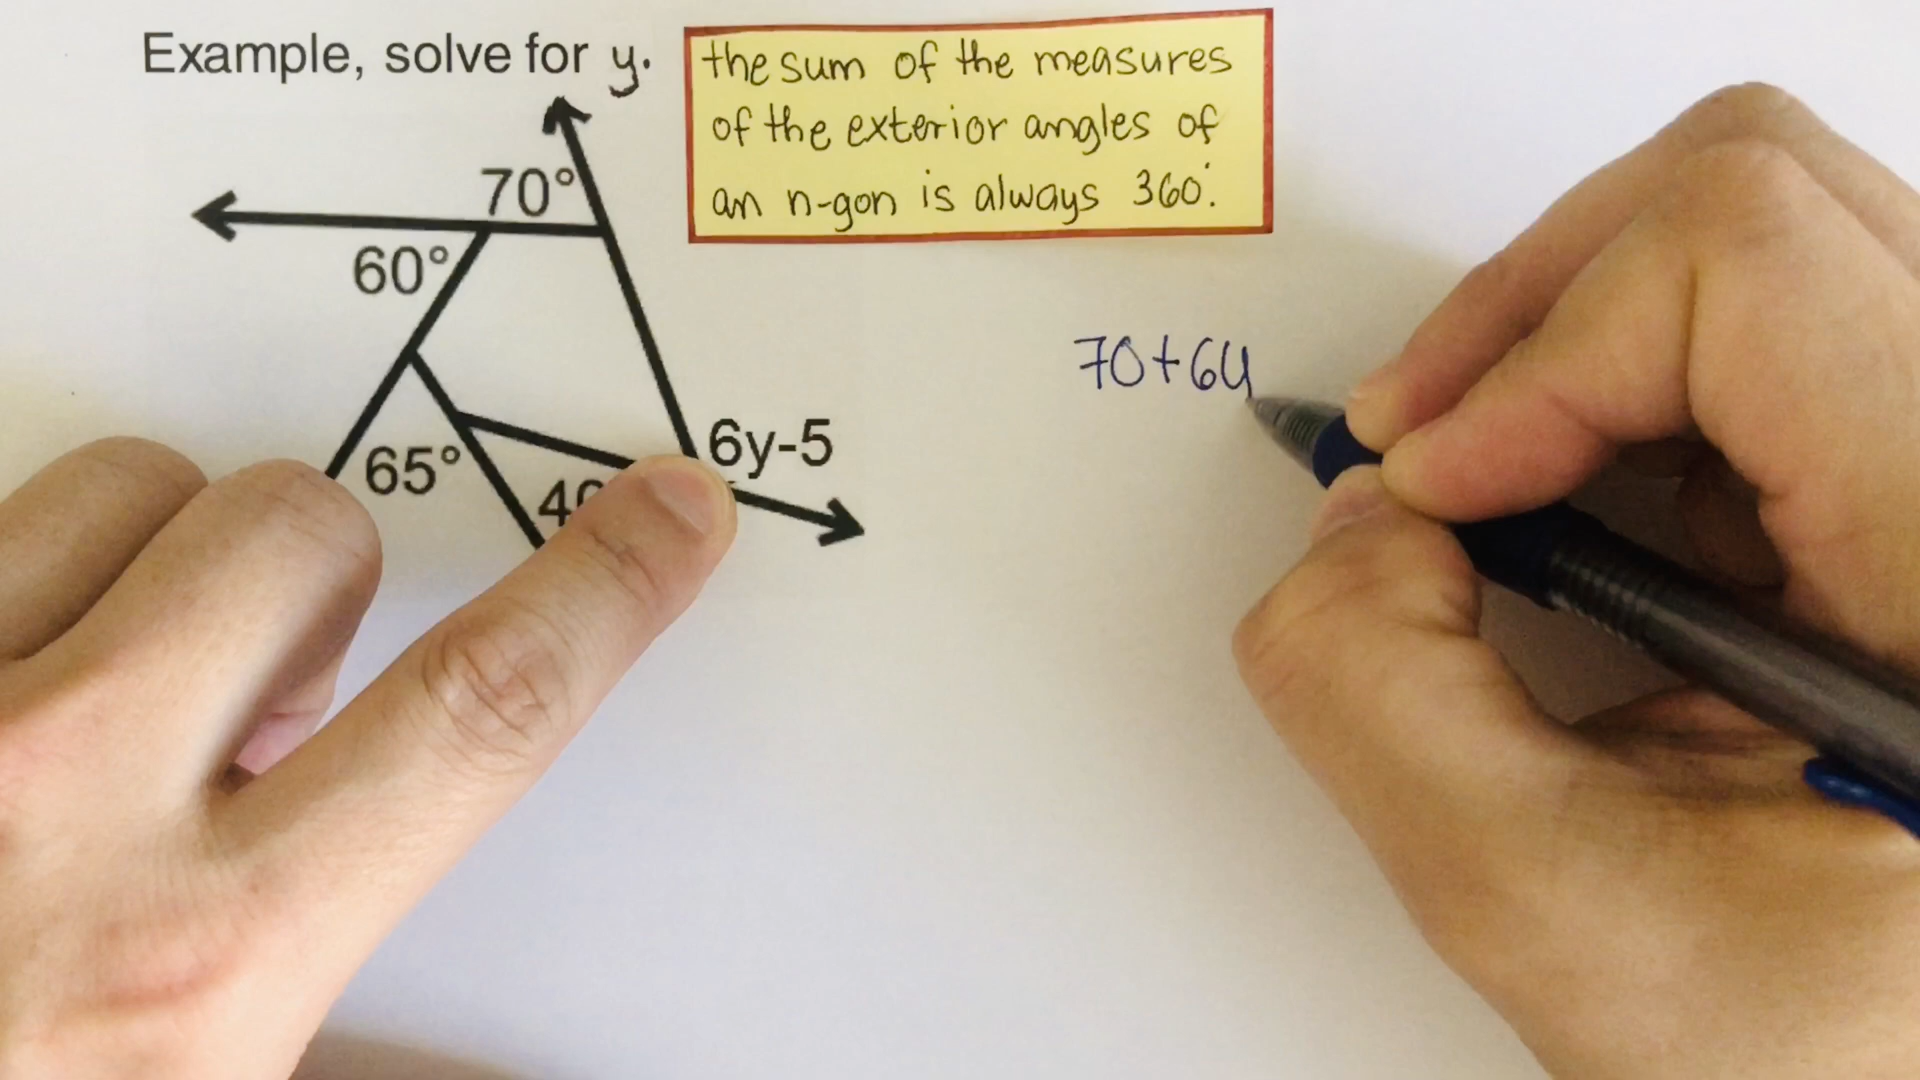 Example, solve for y.
the sum of the measures
of the exterior angles of
an n-gon is always 360°.
70°
60°
70+6y
6y-5
65°